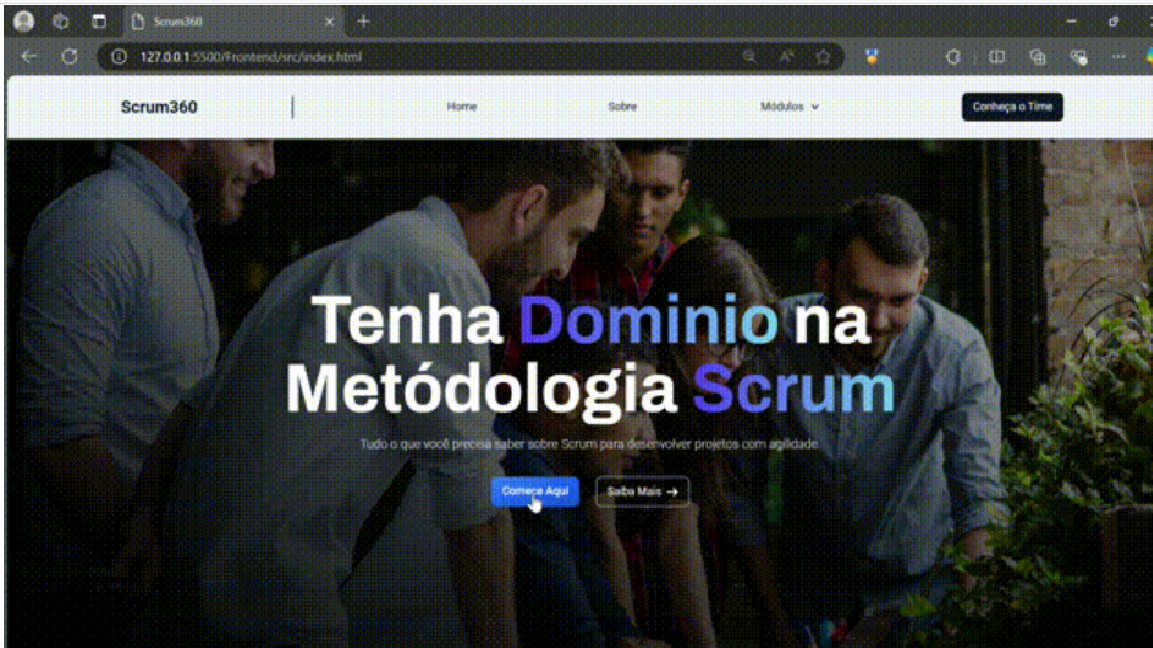 Scrum360
127.0.0.1:5500/Frontend/src/index.html
Scrum360
Home
Sobre
Módulos
Conheça o Time
Tenha Dominio na
Metódologia Scrum
Tudo o que você precisa saber sobre Scrum para desenvolver projetos com agilidade
Comece Aqui
Saiba Mais →